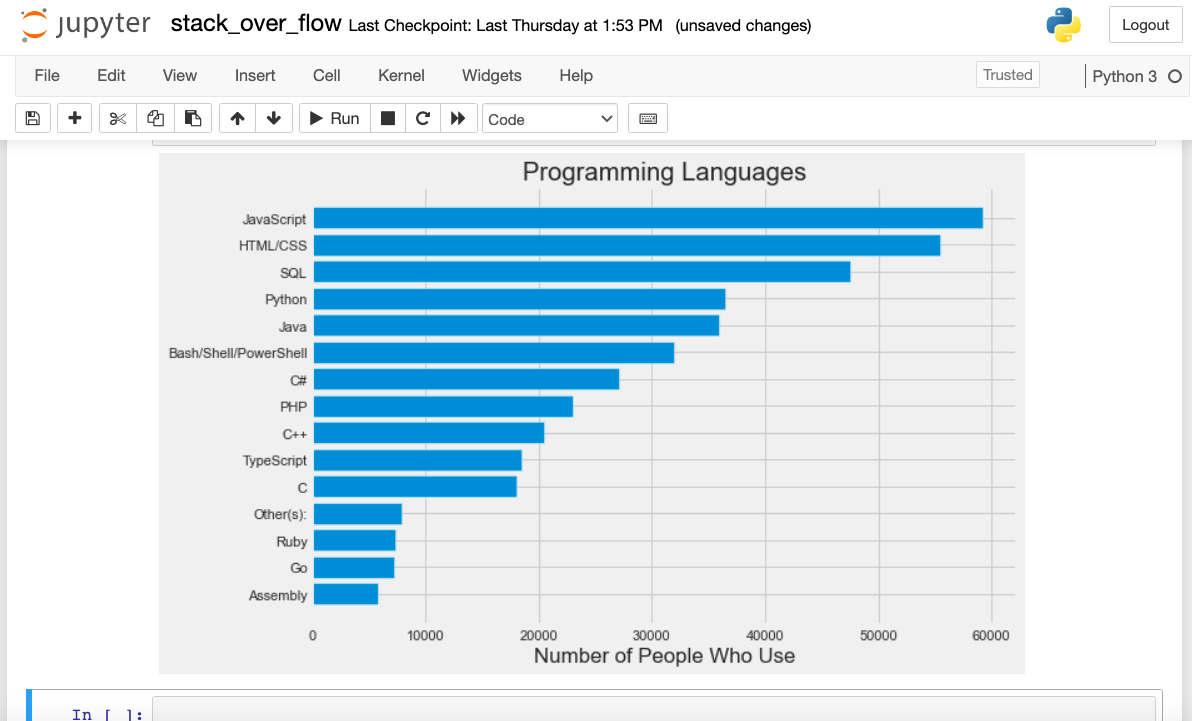 jupyter stack_over_flow Last Checkpoint: Last Thursday at 1:53 PM (unsaved changes) Logout
File Edit View Insert Cell Kernel Widgets Help Trusted Python 3
Run Code
Programming Languages
JavaScript
HTML/CSS
SQL
Python
Java
Bash/Shell/PowerShell
C#
PHP
C++
TypeScript
C
Other(s):
Ruby
Go
Assembly
0 10000 20000 30000 40000 50000 60000
Number of People Who Use
In [ ]: